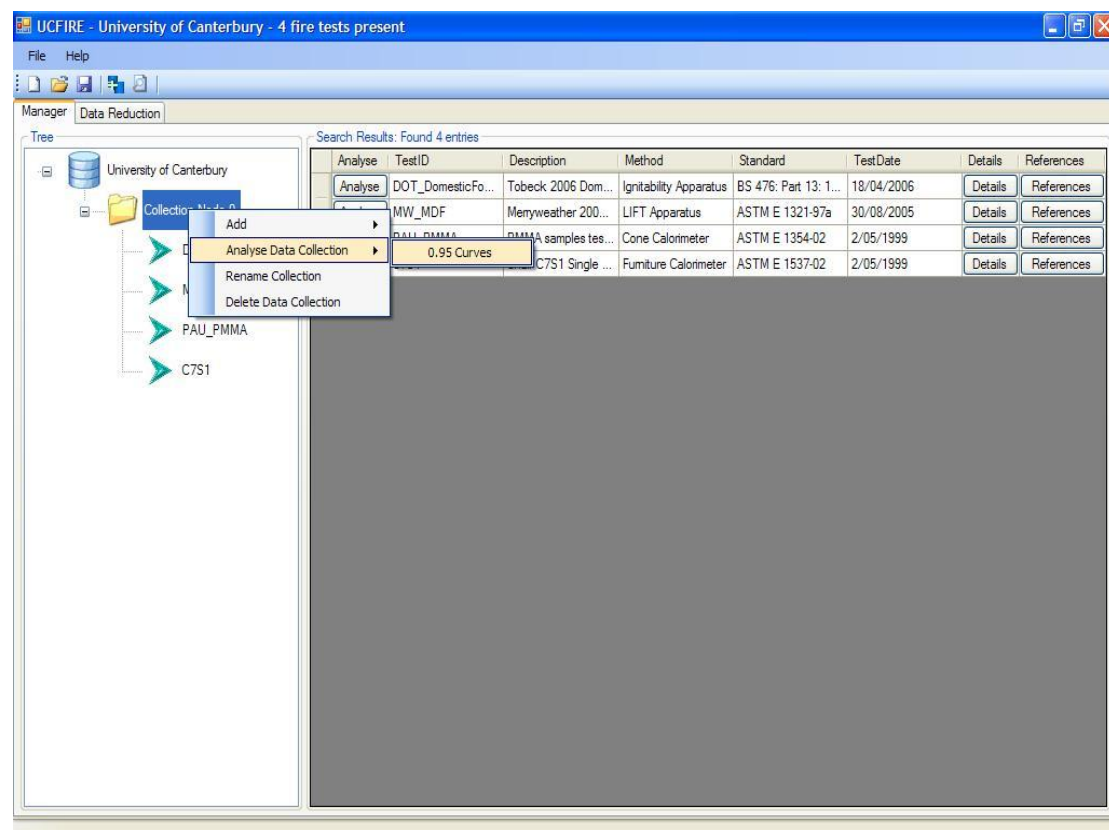 UCFIRE - University of Canterbury - 4 fire tests present
File Help
Manager Data Reduction
Tree
Search Results: Found 4 entries
University of Canterbury
Analyse TestID Description Method Standard TestDate Details References
Analyse DOT_DomesticFo... Tobeck 2006 Dom... Ignitability Apparatus BS 476: Part 13: 1... 18/04/2006 Details References
MW_MDF Merryweather 200... LIFT Apparatus ASTM E 1321-97a 30/08/2005 Details References
PAU_PMMA PMMA samples tes... Cone Calorimeter ASTM E 1354-02 2/05/1999 Details References
C7S1 Single ... Furniture Calorimeter ASTM E 1537-02 2/05/1999 Details References
Collection Node 0
Add
Analyse Data Collection
0.95 Curves
Rename Collection
Delete Data Collection
PAU_PMMA
C7S1